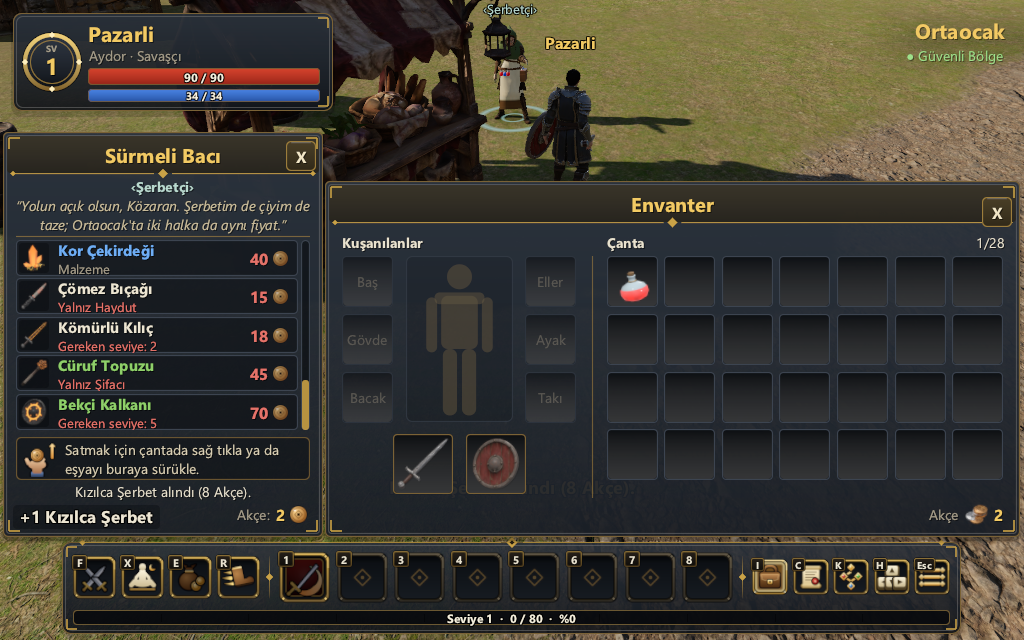 ‹Şerbetçi›
SV
1
Pazarli
Aydor · Savaşçı
90 / 90
34 / 34
Pazarli
Ortaocak
Güvenli Bölge
Sürmeli Bacı
X
‹Şerbetçi›
"Yolun açık olsun, Közaran. Şerbetim de çiyim de
taze; Ortaocak'ta iki halka da aynı fiyat."
Kor Çekirdeği
Malzeme
40
Çömez Bıçağı
Yalnız Haydut
15
Kömürlü Kılıç
Gereken seviye: 2
18
Cüruf Topuzu
Yalnız Şifacı
45
Bekçi Kalkanı
Gereken seviye: 5
70
Satmak için çantada sağ tıkla ya da
eşyayı buraya sürükle.
Kızılca Şerbet alındı (8 Akçe).
+1 Kızılca Şerbet
Akçe: 2
Envanter
X
Kuşanılanlar
Baş
Gövde
Bacak
Eller
Ayak
Takı
Çanta
1/28
Akçe
2
F
X
E
R
1
2
3
4
5
6
7
8
I
C
K
H
Esc
Seviye 1 · 0 / 80 · %0